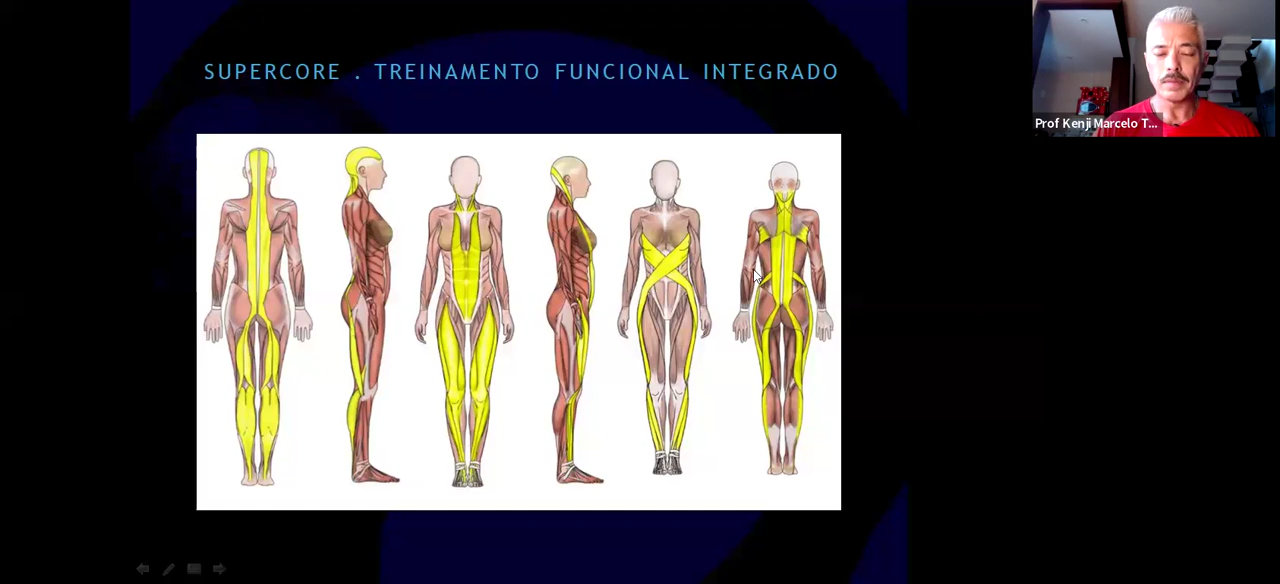 SUPERCORE . TREINAMENTO FUNCIONAL INTEGRADO
Prof Kenji Marcelo T...